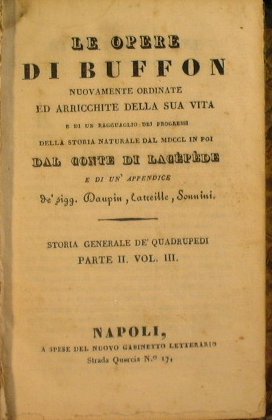 LE OPERE
DI BUFFON
NUOVAMENTE ORDINATE
ED ARRICCHITE DELLA SUA VITA
E DI UN RAGGUAGLIO DEI PROGRESSI
DELLA STORIA NATURALE DAL MDCCL IN POI
DAL CONTE DI LACÈPÈDE
E DI UN' APPENDICE
de' sigg. Daupin, Latreille, Sonnini.
STORIA GENERALE DE' QUADRUPEDI
PARTE II. VOL. III.
NAPOLI,
A SPESE DEL NUOVO GABINETTO LETTERARIO
Strada Quercia N.º 17,